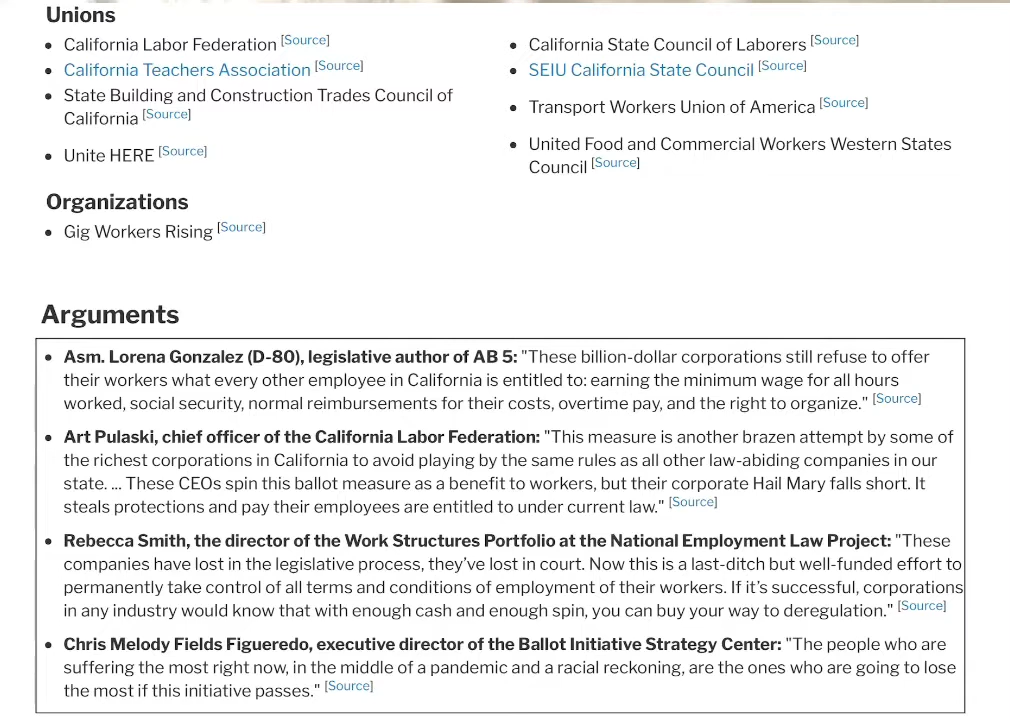 Unions
California Labor Federation [Source]
California Teachers Association [Source]
State Building and Construction Trades Council of
California [Source]
Unite HERE [Source]
California State Council of Laborers [Source]
SEIU California State Council [Source]
Transport Workers Union of America [Source]
United Food and Commercial Workers Western States
Council [Source]
Organizations
Gig Workers Rising [Source]
Arguments
Asm. Lorena Gonzalez (D-80), legislative author of AB 5: "These billion-dollar corporations still refuse to offer
their workers what every other employee in California is entitled to: earning the minimum wage for all hours
worked, social security, normal reimbursements for their costs, overtime pay, and the right to organize." [Source]
Art Pulaski, chief officer of the California Labor Federation: "This measure is another brazen attempt by some of
the richest corporations in California to avoid playing by the same rules as all other law-abiding companies in our
state. ... These CEOs spin this ballot measure as a benefit to workers, but their corporate Hail Mary falls short. It
steals protections and pay their employees are entitled to under current law." [Source]
Rebecca Smith, the director of the Work Structures Portfolio at the National Employment Law Project: "These
companies have lost in the legislative process, they've lost in court. Now this is a last-ditch but well-funded effort to
permanently take control of all terms and conditions of employment of their workers. If it's successful, corporations
in any industry would know that with enough cash and enough spin, you can buy your way to deregulation." [Source]
Chris Melody Fields Figueredo, executive director of the Ballot Initiative Strategy Center: "The people who are
suffering the most right now, in the middle of a pandemic and a racial reckoning, are the ones who are going to lose
the most if this initiative passes." [Source]